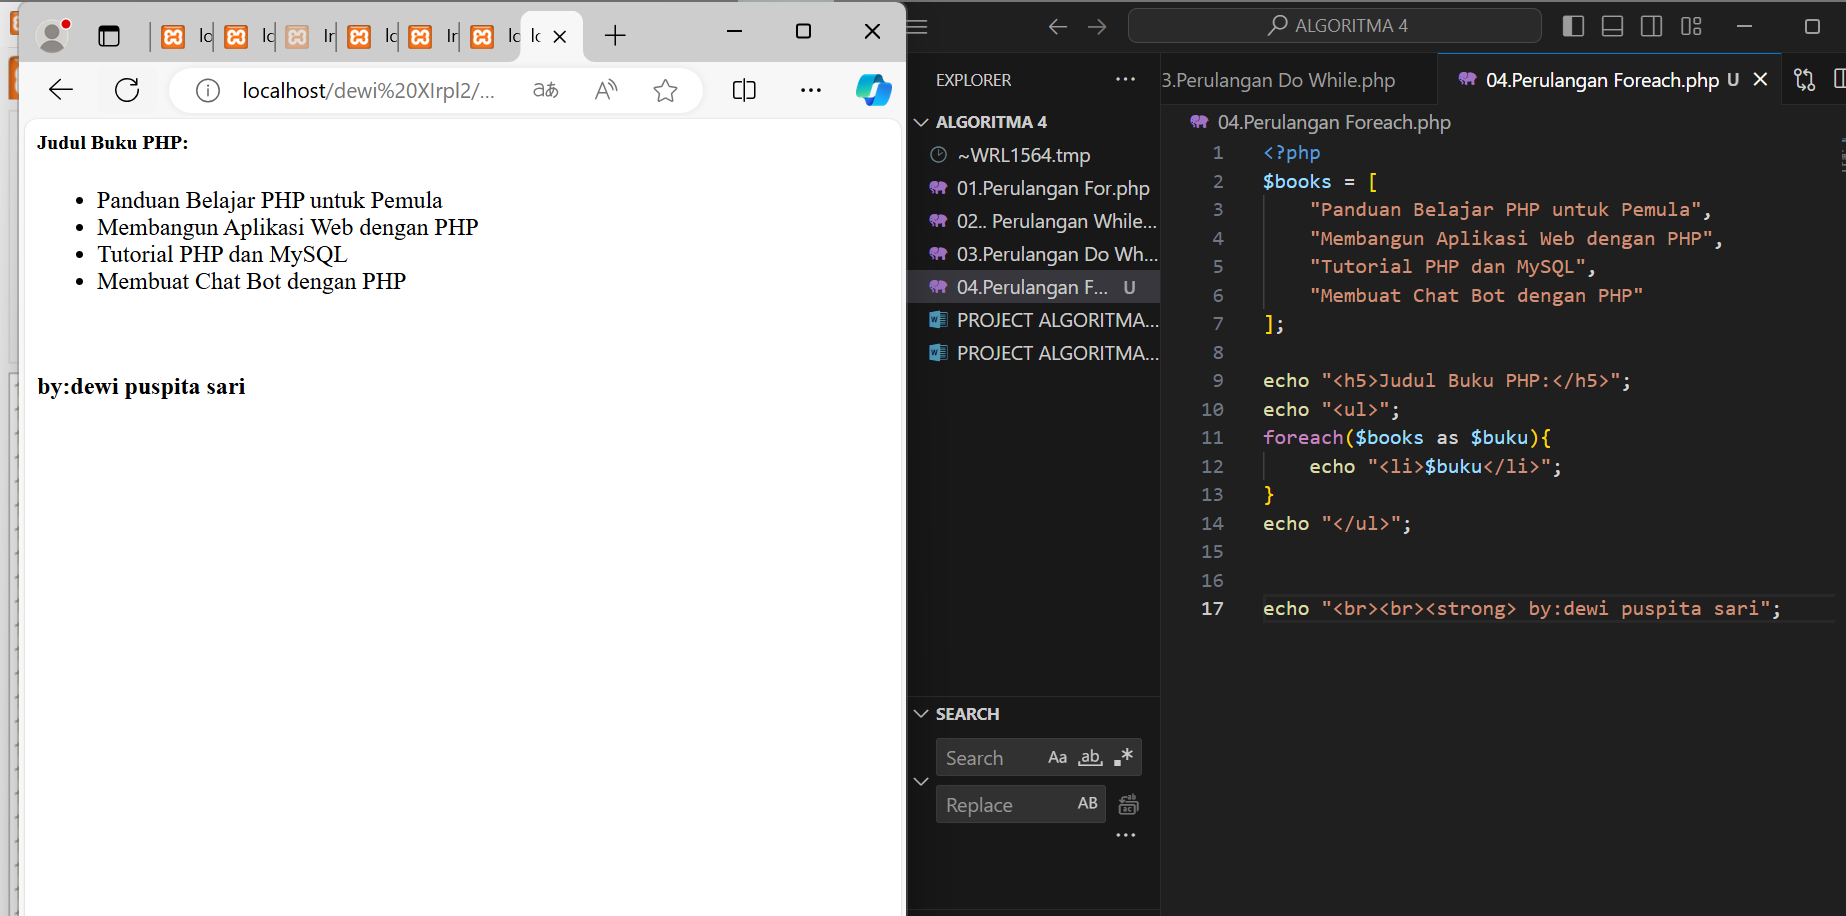 localhost/dewi%20XIrpl2/...
Judul Buku PHP:
• Panduan Belajar PHP untuk Pemula
• Membangun Aplikasi Web dengan PHP
• Tutorial PHP dan MySQL
• Membuat Chat Bot dengan PHP
by:dewi puspita sari
ALGORITMA 4
EXPLORER
ALGORITMA 4
~WRL1564.tmp
01.Perulangan For.php
02.. Perulangan While...
03.Perulangan Do Wh...
04.Perulangan F... U
PROJECT ALGORITMA...
PROJECT ALGORITMA...
SEARCH
Search Aa ab .*
Replace AB
3.Perulangan Do While.php
04.Perulangan Foreach.php U
04.Perulangan Foreach.php
1 <?php
2 $books = [
3 "Panduan Belajar PHP untuk Pemula",
4 "Membangun Aplikasi Web dengan PHP",
5 "Tutorial PHP dan MySQL",
6 "Membuat Chat Bot dengan PHP"
7 ];
8
9 echo "<h5>Judul Buku PHP:</h5>";
10 echo "<ul>";
11 foreach($books as $buku){
12 echo "<li>$buku</li>";
13 }
14 echo "</ul>";
15
16
17 echo "<br><br><strong> by:dewi puspita sari";